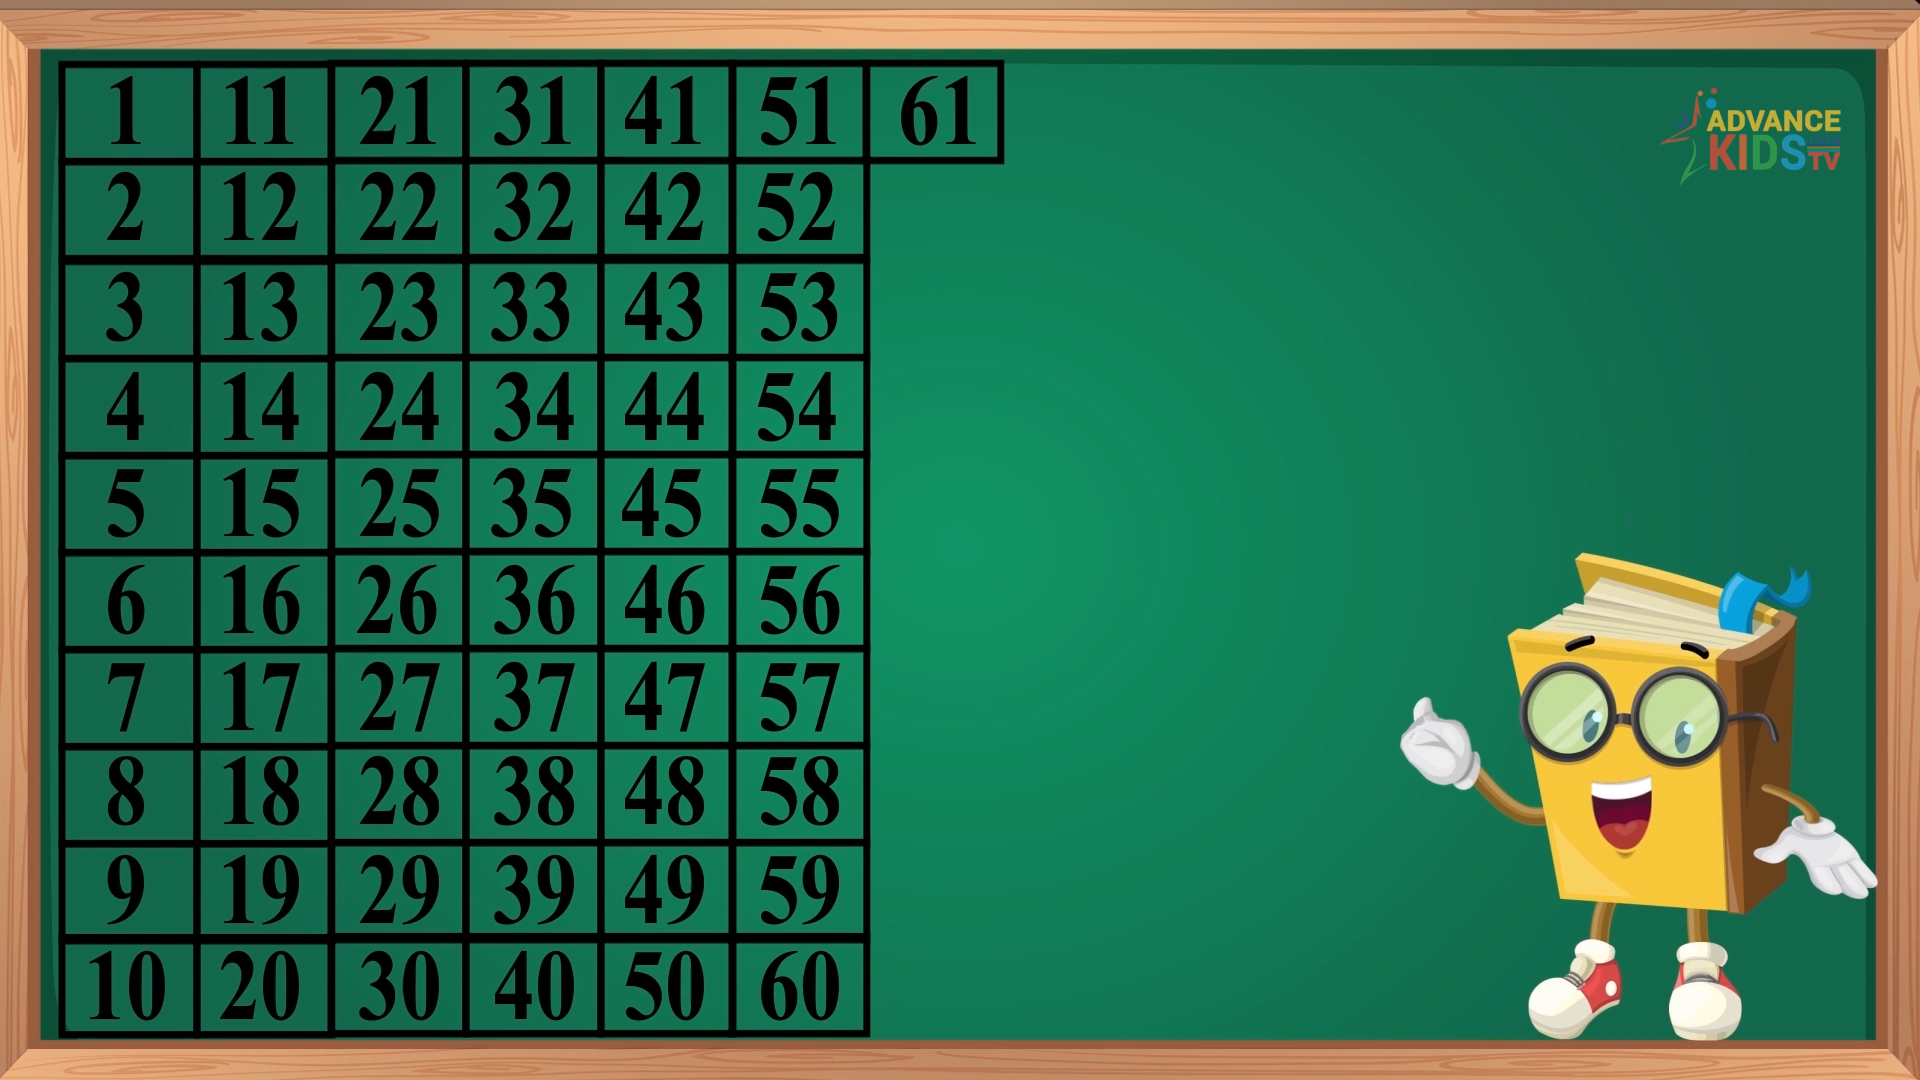 1 11 21 31 41 51 61
2 12 22 32 42 52
3 13 23 33 43 53
4 14 24 34 44 54
5 15 25 35 45 55
6 16 26 36 46 56
7 17 27 37 47 57
8 18 28 38 48 58
9 19 29 39 49 59
10 20 30 40 50 60
ADVANCE
KIDS TV